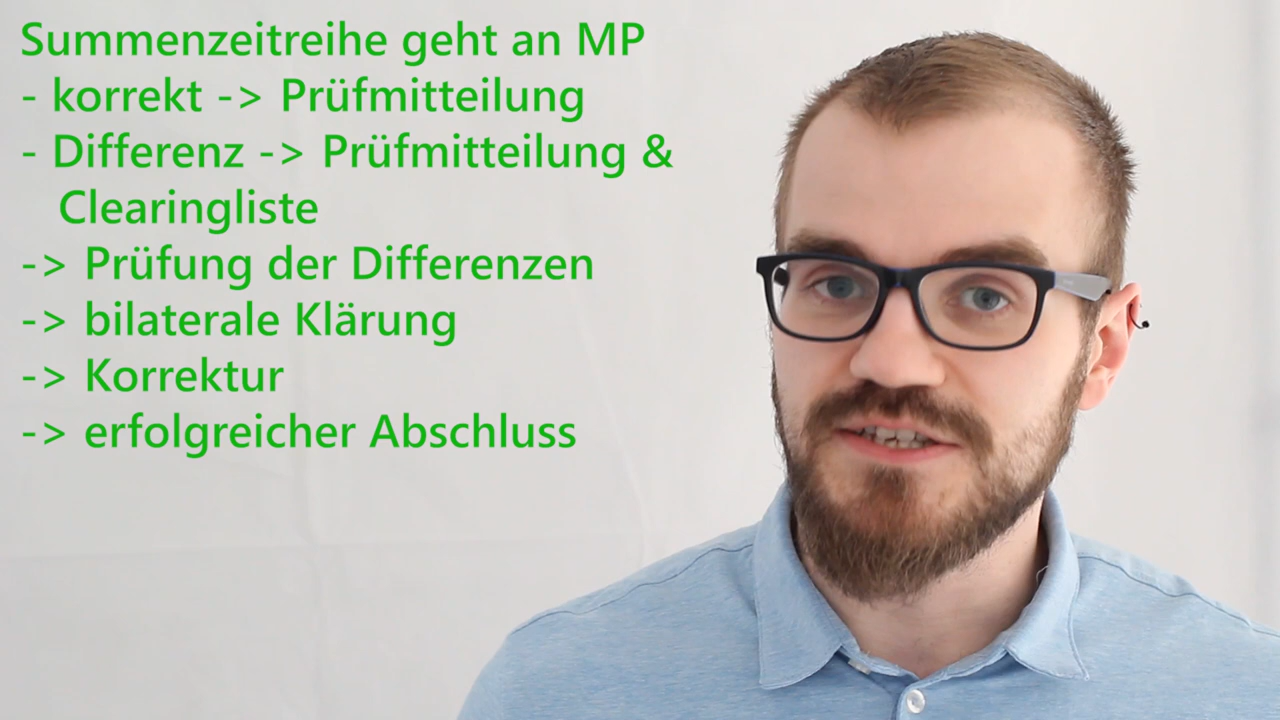 Summenzeitreihe geht an MP
- korrekt -> Prüfmitteilung
- Differenz -> Prüfmitteilung &
Clearingliste
-> Prüfung der Differenzen
-> bilaterale Klärung
-> Korrektur
-> erfolgreicher Abschluss